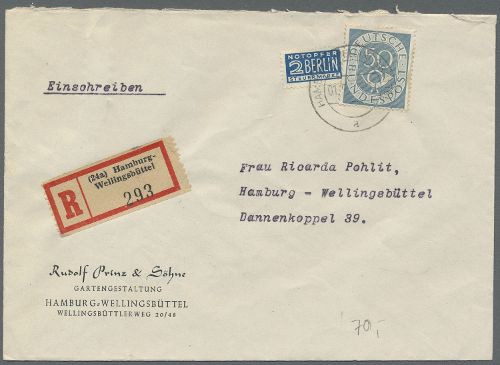 NOTOPFER
2 BERLIN
STEUERMARKE
DEUTSCHE
BUNDESPOST
50
Einschreiben
R
(24a) Hamburg-
Wellingsbüttel
293
Frau Ricarda Pohlit,
Hamburg - Wellingsbüttel
Dannenkoppel 39.
a
Rudolf Prinz & Söhne
GARTENGESTALTUNG
HAMBURG-WELLINGSBÜTTEL
WELLINGSBÜTTLERWEG 20/48
70,-